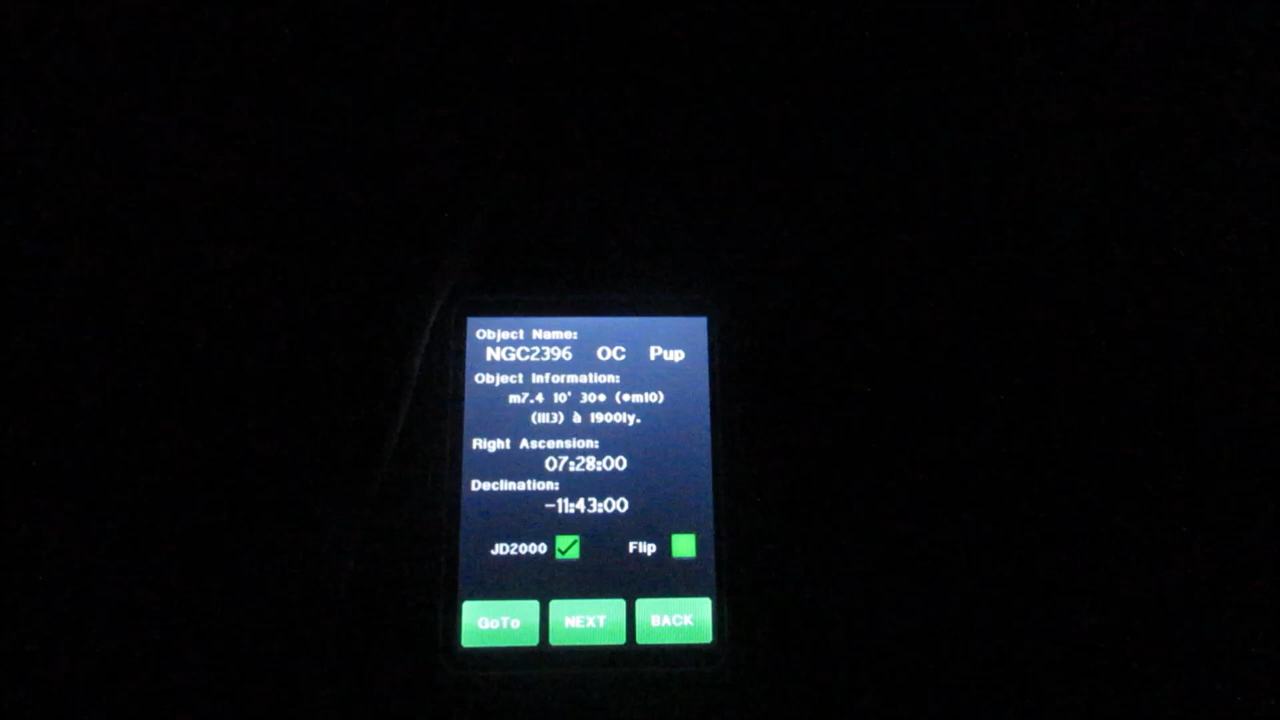 Object Name:
NGC2396 OC Pup
Object Information:
m7.4 10' 30* (*m10)
(III3) à 1900ly.
Right Ascension:
07:28:00
Declination:
-11:43:00
JD2000 Flip
GoTo NEXT BACK